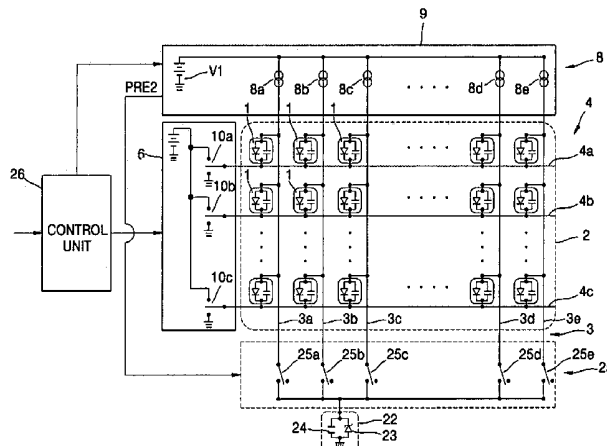 9
V1
8
PRE2
8a 8b 8c 8d 8e
4
1 1 1
10a
6
4a
26
1 1
10b
4b
CONTROL UNIT
2
10c
4c
3a 3b 3c 3d 3e
3
25a 25b 25c 25d 25e
22
24
23